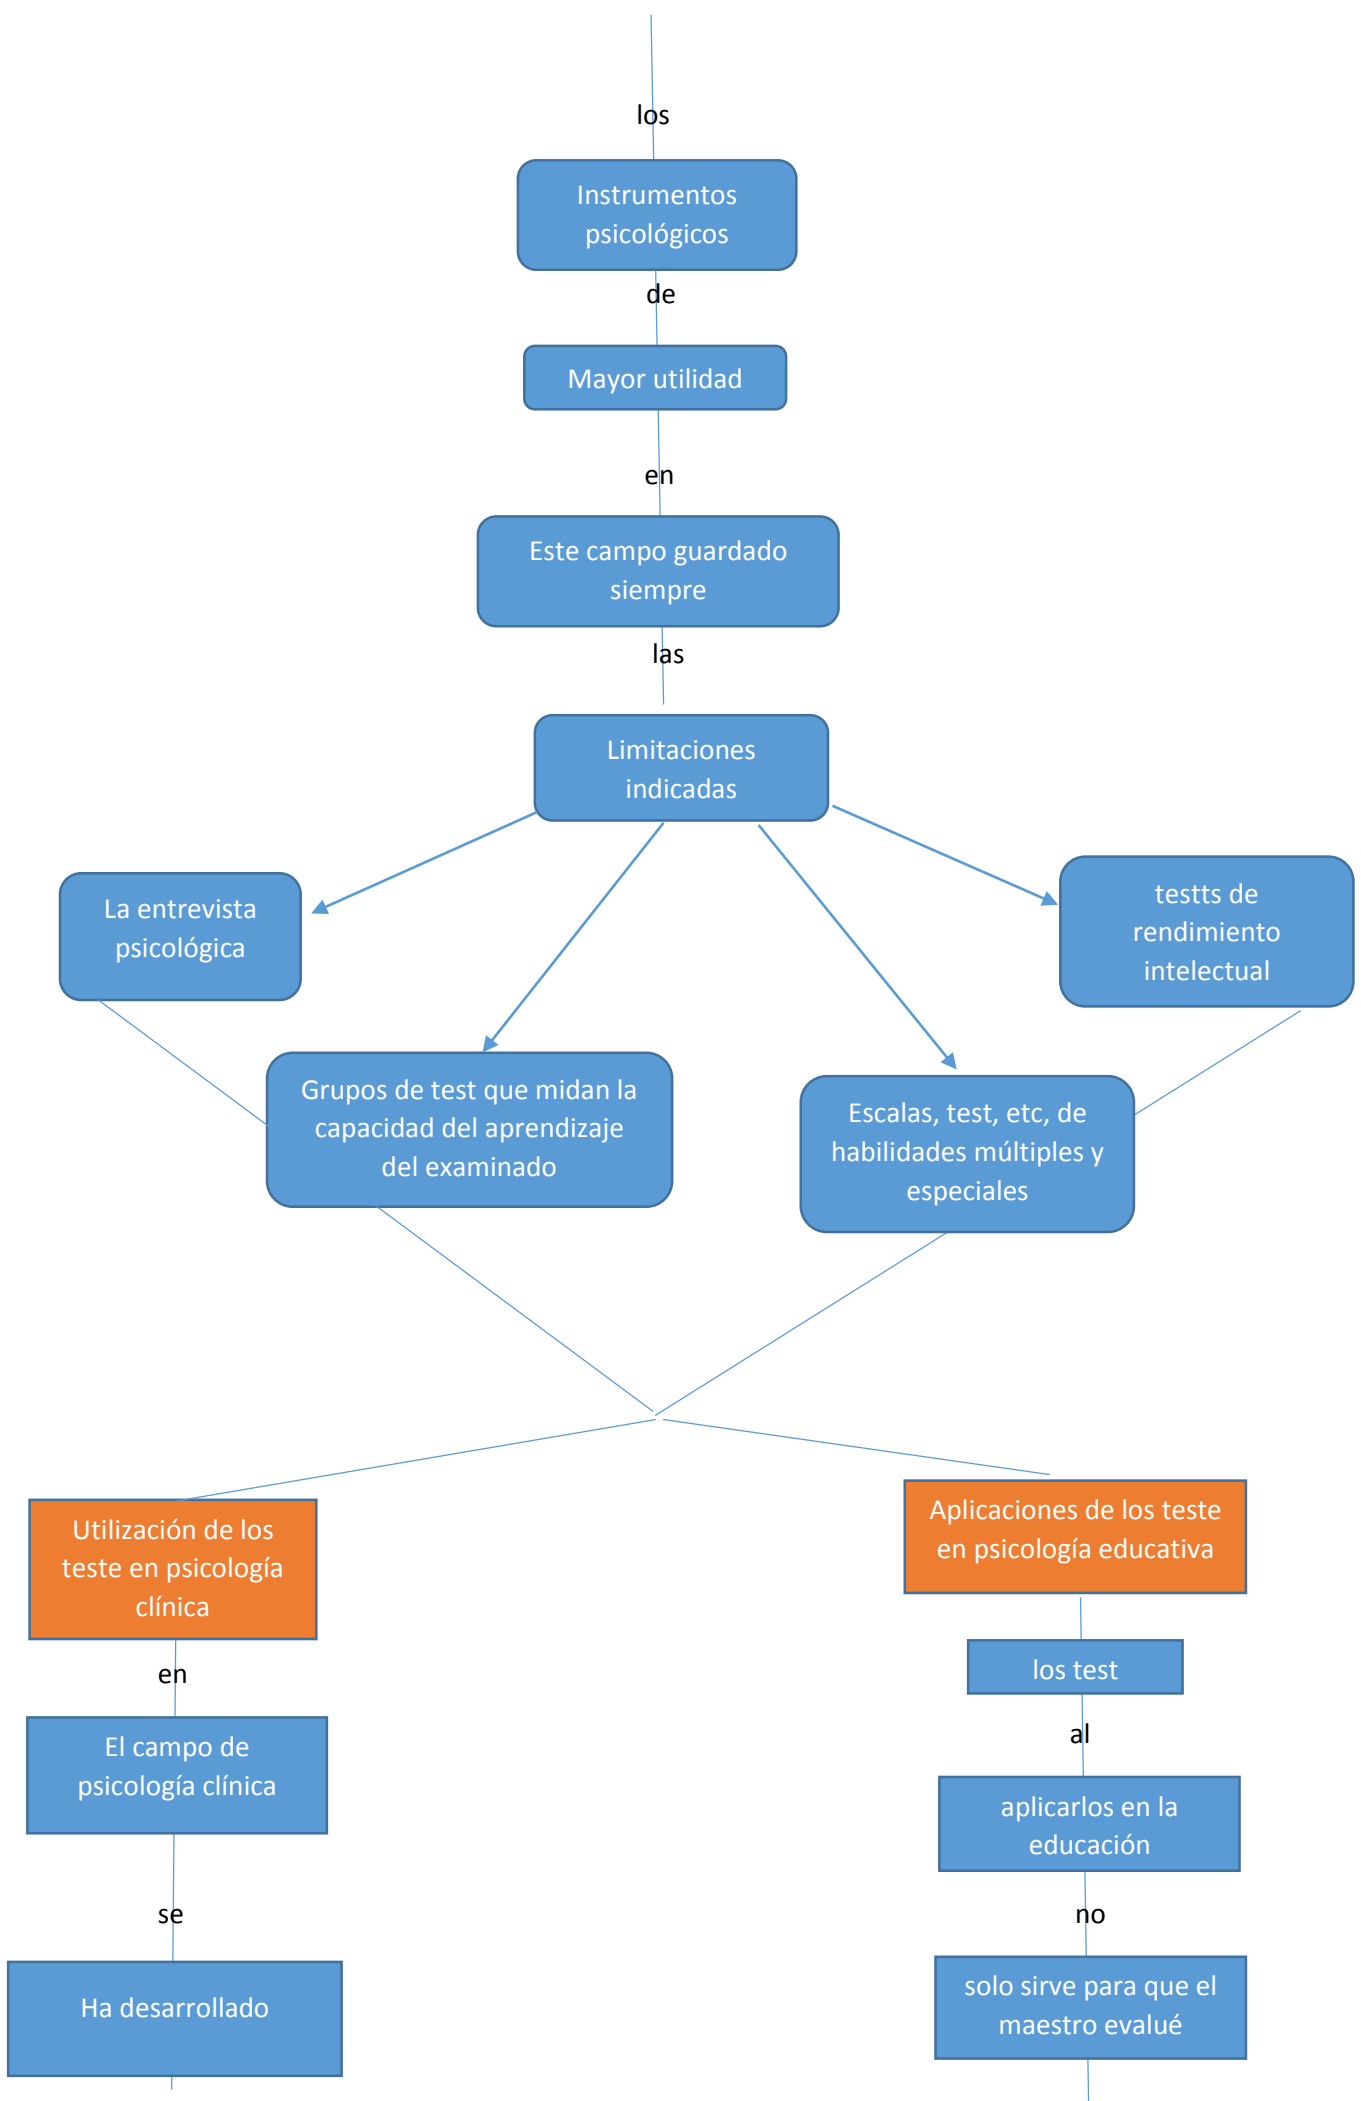 los
Instrumentos
psicológicos
de
Mayor utilidad
en
Este campo guardado
siempre
las
Limitaciones
indicadas
La entrevista
psicológica
testts de
rendimiento
intelectual
Grupos de test que midan la
capacidad del aprendizaje
del examinado
Escalas, test, etc, de
habilidades múltiples y
especiales
Utilización de los
teste en psicología
clínica
en
El campo de
psicología clínica
se
Ha desarrollado
Aplicaciones de los teste
en psicología educativa
los test
al
aplicarlos en la
educación
no
solo sirve para que el
maestro evalué